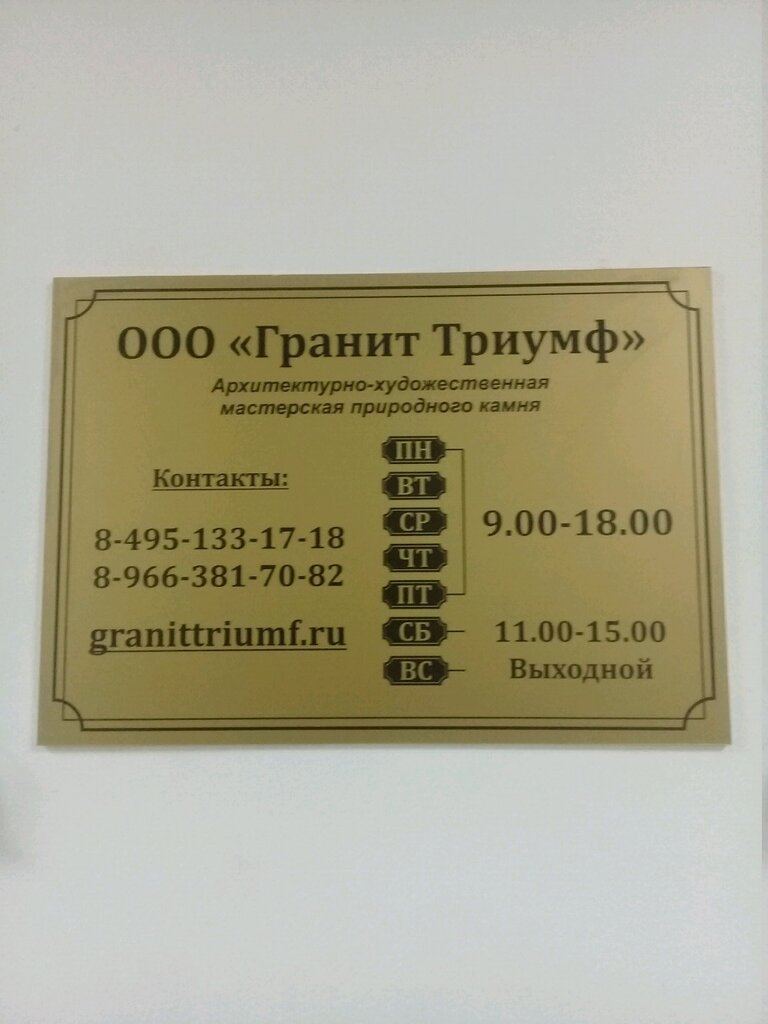 ООО «Гранит Триумф»
Архитектурно-художественная
мастерская природного камня
Контакты:
8-495-133-17-18
8-966-381-70-82
granittriumf.ru
ПН
ВТ
СР
ЧТ
ПТ
9.00-18.00
СБ 11.00-15.00
ВС Выходной